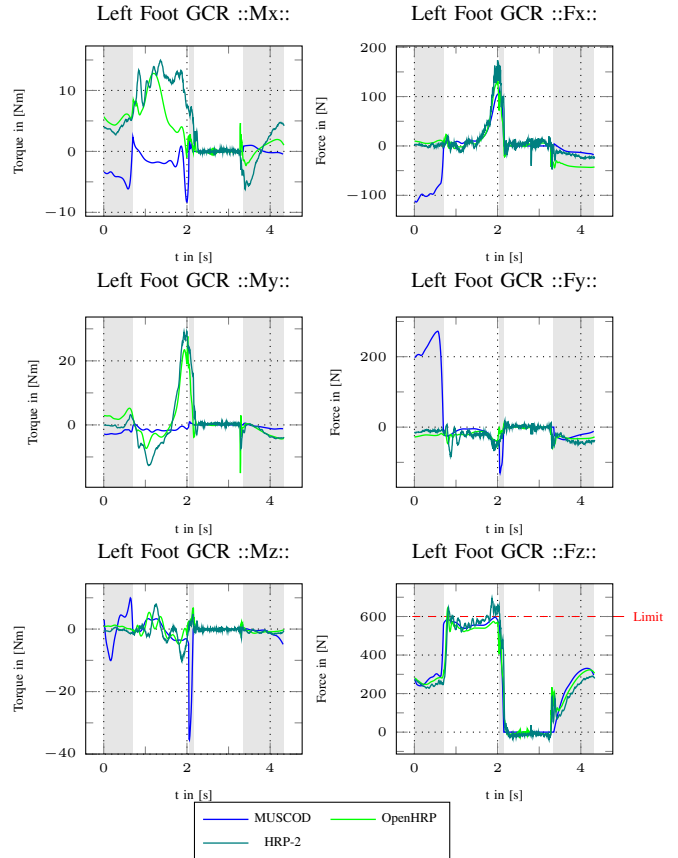 Left Foot GCR ::Mx::
Torque in [Nm]
10
0
−10
0 2 4
t in [s]
Left Foot GCR ::Fx::
Force in [N]
200
100
0
−100
0 2 4
t in [s]
Left Foot GCR ::My::
Torque in [Nm]
20
0
0 2 4
t in [s]
Left Foot GCR ::Fy::
Force in [N]
200
0
0 2 4
t in [s]
Left Foot GCR ::Mz::
Torque in [Nm]
0
−20
−40
0 2 4
t in [s]
Left Foot GCR ::Fz::
Force in [N]
600
400
200
0
0 2 4
t in [s]
Limit
MUSCOD OpenHRP
HRP-2